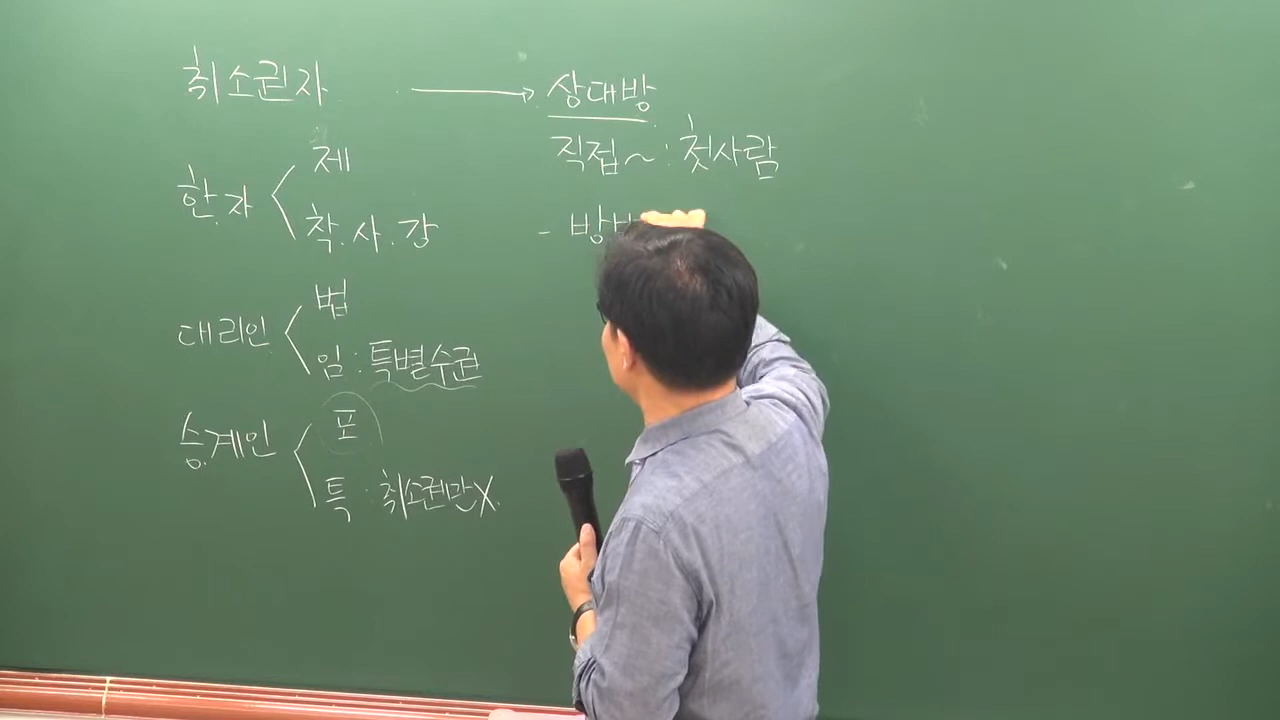 취소권자 → 상대방
직접~: 첫사람
한.자 < 제
착.사.강
- 방법
대리인 < 법
임 : 특별수권
승계인 < 포
특 · 취소권만X.